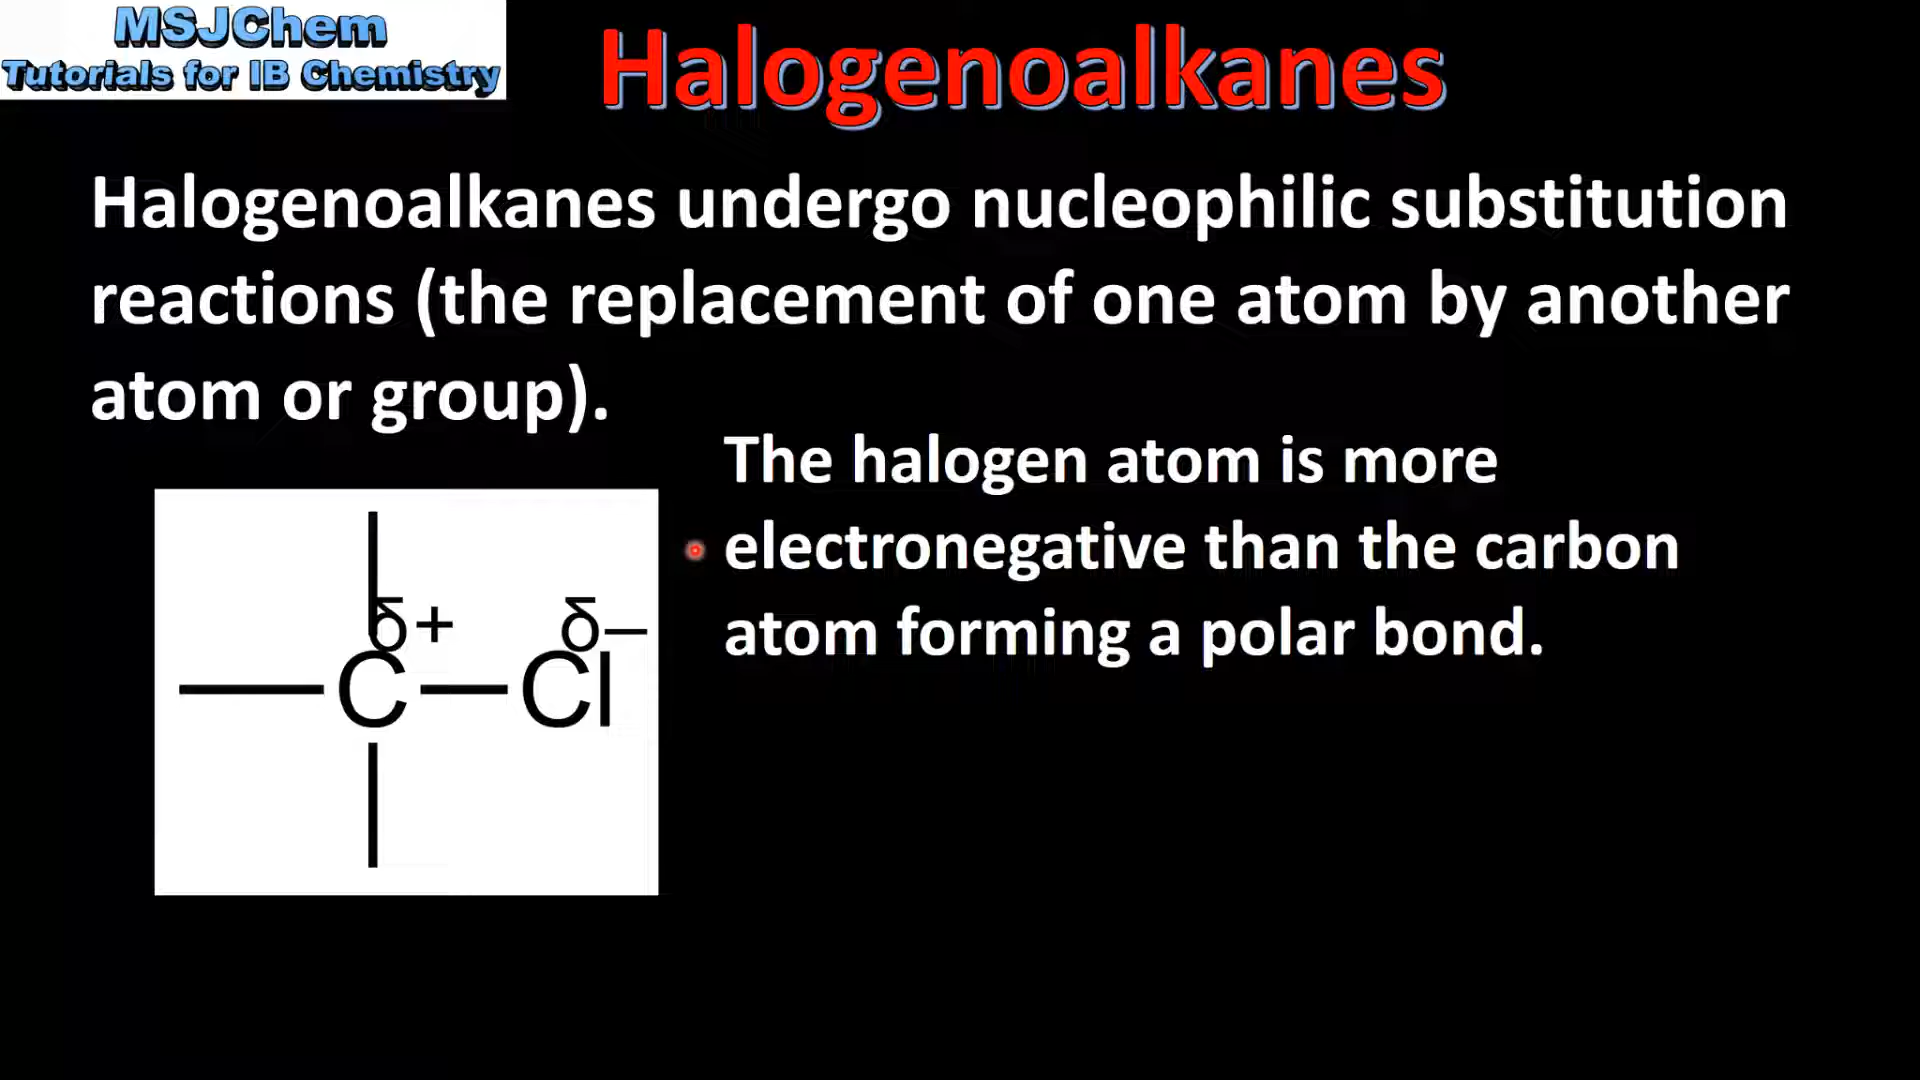 MSJChem
Tutorials for IB Chemistry
Halogenoalkanes
Halogenoalkanes undergo nucleophilic substitution
reactions (the replacement of one atom by another
atom or group).
The halogen atom is more
electronegative than the carbon
atom forming a polar bond.
δ+ δ−
C Cl